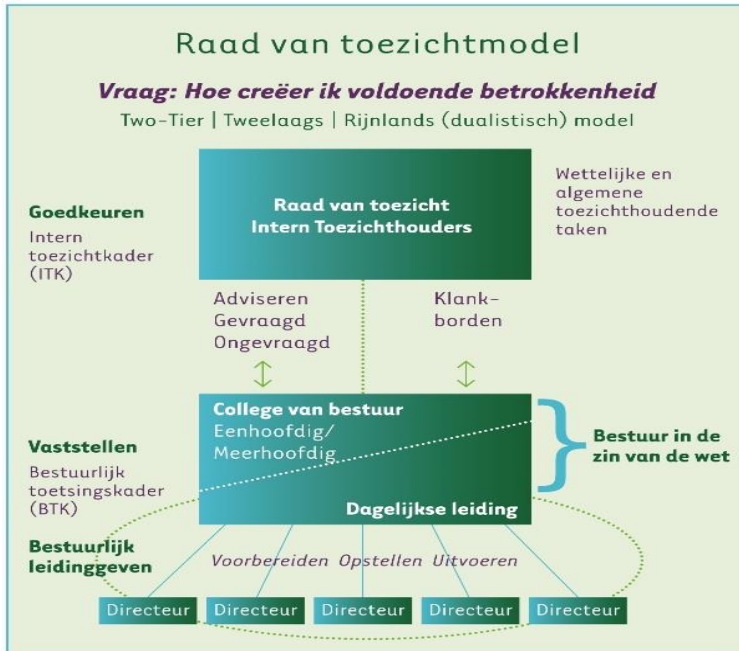 Raad van toezichtmodel
Vraag: Hoe creëer ik voldoende betrokkenheid
Two-Tier | Tweelaags | Rijnlands (dualistisch) model
Goedkeuren
Intern
toezichtkader
(ITK)
Raad van toezicht
Intern Toezichthouders
Wettelijke en
algemene
toezichthoudende
taken
Adviseren
Gevraagd
Ongevraagd
Klank-
borden
Vaststellen
Bestuurlijk
toetsingskader
(BTK)
College van bestuur
Eenhoofdig/
Meerhoofdig
Dagelijkse leiding
Bestuur in de
zin van de wet
Bestuurlijk
leidinggeven
Voorbereiden Opstellen Uitvoeren
Directeur Directeur Directeur Directeur Directeur